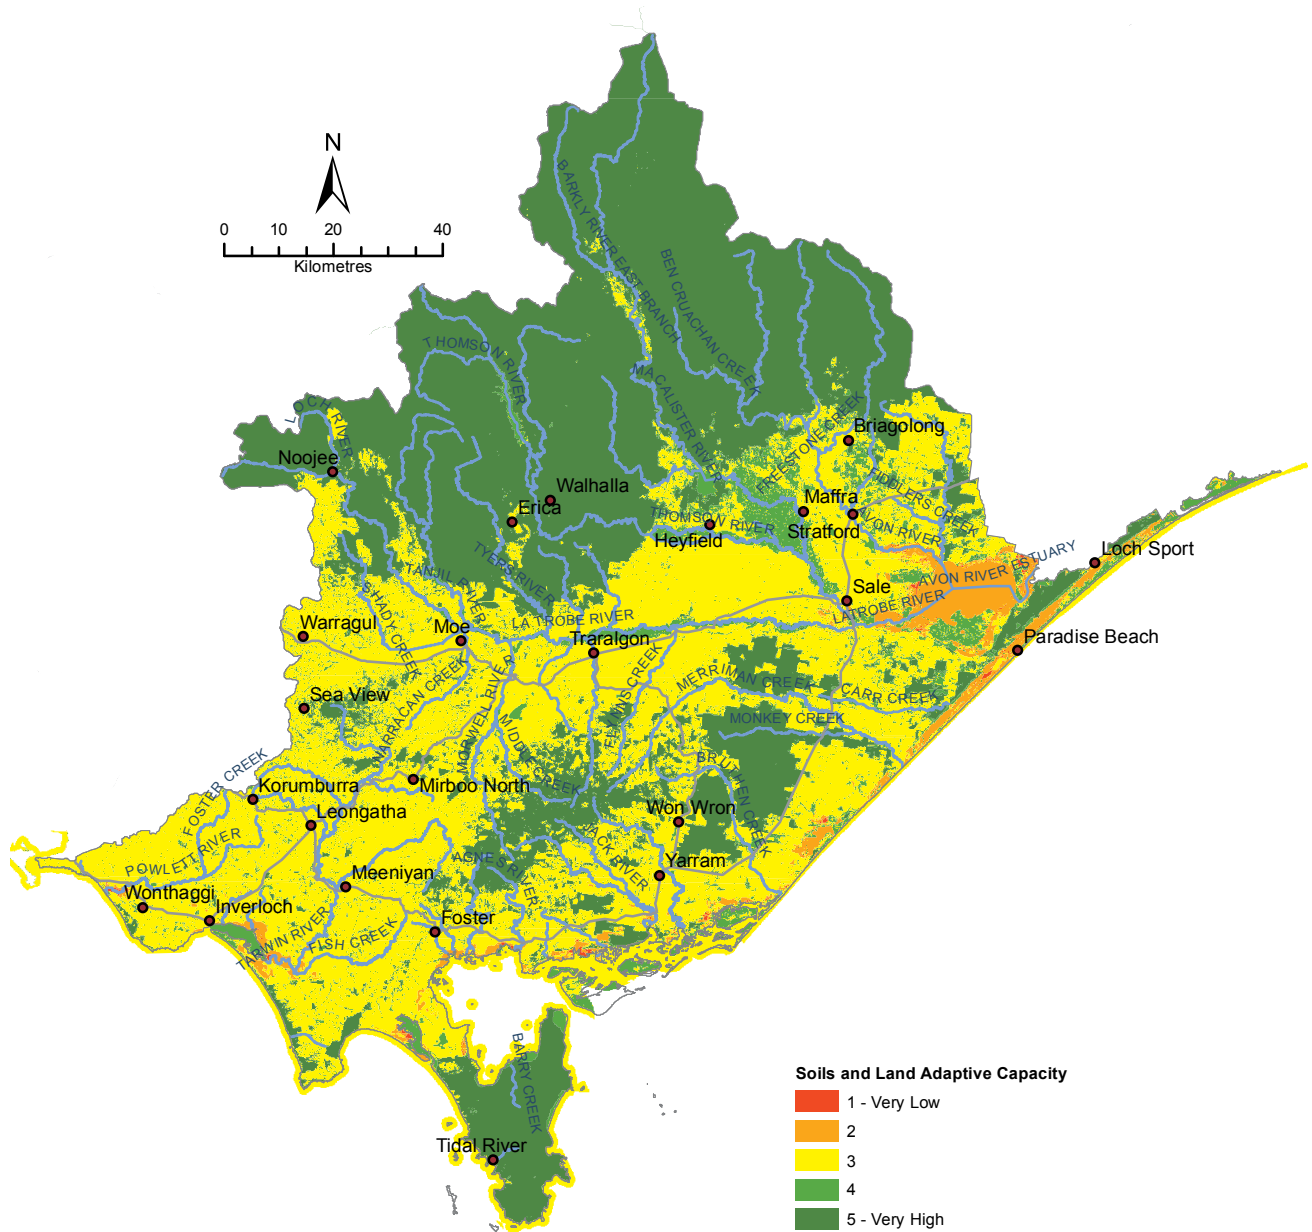 N
0 10 20 40
Kilometres
BARKLY RIVER EAST BRANCH
BEN CRUACHAN CREEK
THOMSON RIVER
MACALISTER RIVER
LOCH RIVER
FREESTONE CREEK
Briagolong
Noojee
Walhalla
Erica
Maffra
FIDDLERS CREEK
THOMSON RIVER
Stratford
AVON RIVER
Heyfield
TYERS RIVER
TANJIL RIVER
SHADY CREEK
AVON RIVER ESTUARY
Loch Sport
Sale
LATROBE RIVER
LA TROBE RIVER
Warragul
Moe
Traralgon
Paradise Beach
NARRACAN CREEK
MORWELL RIVER
FLYNNS CREEK
MERRIMAN CREEK
CARR CREEK
Sea View
MIDDLE CREEK
MONKEY CREEK
BRUTHEN CREEK
FOSTER CREEK
Korumburra
Mirboo North
Leongatha
Won Wron
POWLETT RIVER
JACK RIVER
AGNES RIVER
Yarram
Meeniyan
Wonthaggi
Inverloch
TARWIN RIVER
FISH CREEK
Foster
BARRY CREEK
Tidal River
Soils and Land Adaptive Capacity
1 - Very Low
2
3
4
5 - Very High